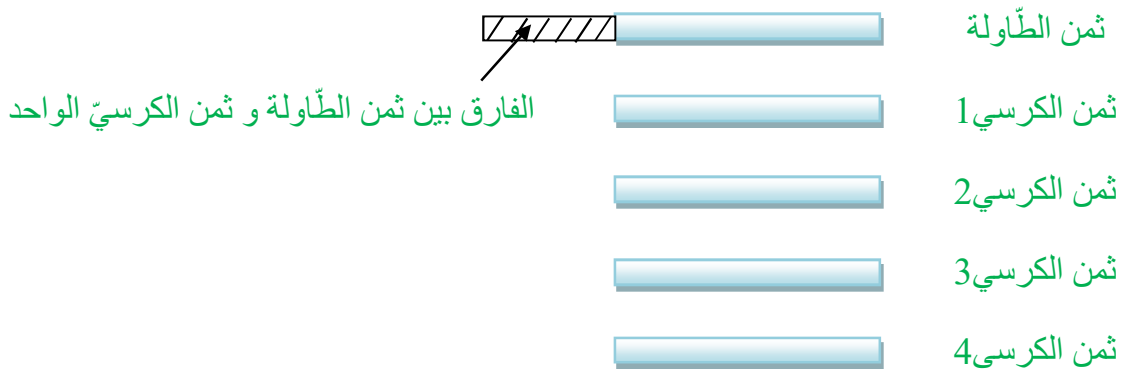 ثمن الطّاولة
الفارق بين ثمن الطّاولة و ثمن الكرسيّ الواحد
ثمن الكرسي1
ثمن الكرسي2
ثمن الكرسي3
ثمن الكرسي4